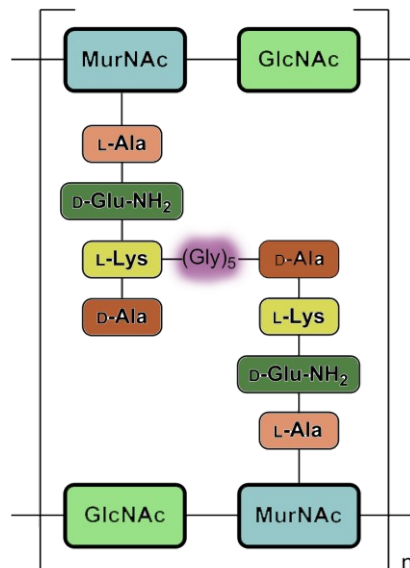 MurNAc GlcNAc
L-Ala
D-Glu-NH₂
L-Lys (Gly)₅ D-Ala
D-Ala L-Lys
D-Glu-NH₂
L-Ala
GlcNAc MurNAc
n